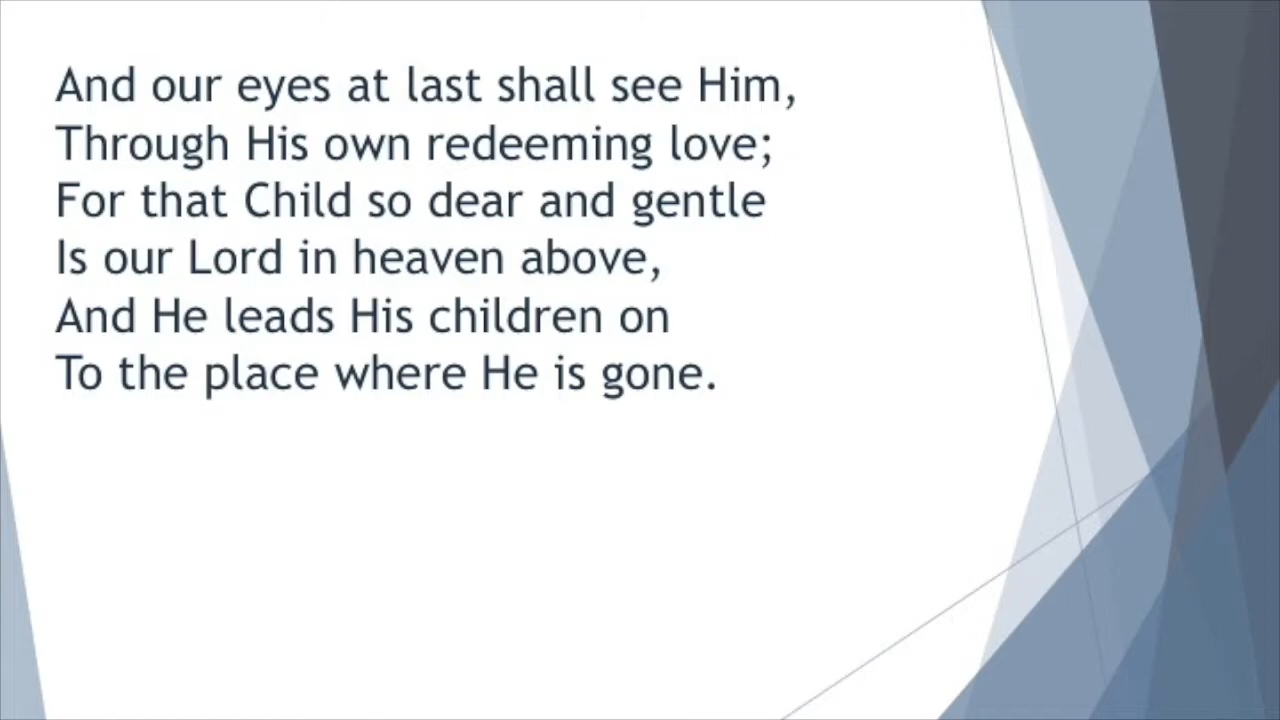 And our eyes at last shall see Him,
Through His own redeeming love;
For that Child so dear and gentle
Is our Lord in heaven above,
And He leads His children on
To the place where He is gone.